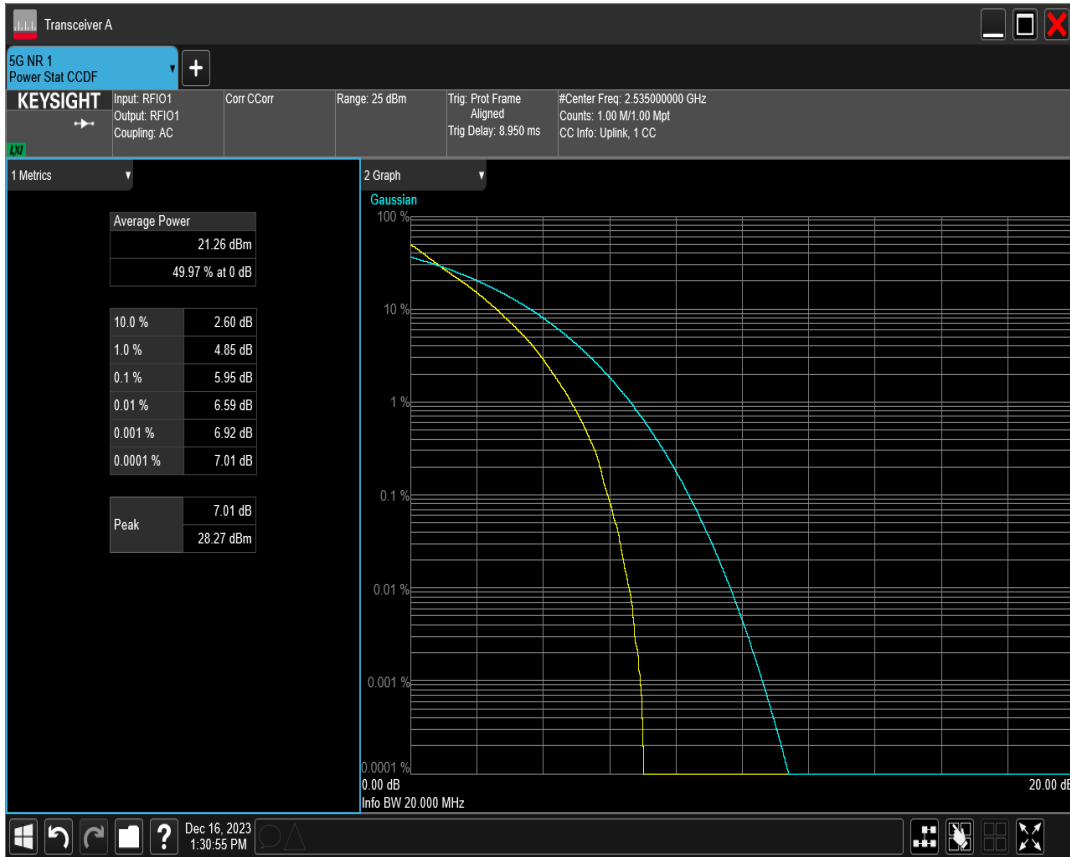 Transceiver A
5G NR 1
Power Stat CCDF
KEYSIGHT
LXI
Input: RFIO1
Output: RFIO1
Coupling: AC
Corr CCorr
Range: 25 dBm
Trig: Prot Frame
Aligned
Trig Delay: 8.950 ms
#Center Freq: 2.535000000 GHz
Counts: 1.00 M/1.00 Mpt
CC Info: Uplink, 1 CC
1 Metrics
Average Power
21.26 dBm
49.97 % at 0 dB
10.0 % 2.60 dB
1.0 % 4.85 dB
0.1 % 5.95 dB
0.01 % 6.59 dB
0.001 % 6.92 dB
0.0001 % 7.01 dB
Peak 7.01 dB
28.27 dBm
2 Graph
Gaussian
100 %
10 %
1 %
0.1 %
0.01 %
0.001 %
0.0001 %
0.00 dB 20.00 dB
Info BW 20.000 MHz
? Dec 16, 2023
1:30:55 PM